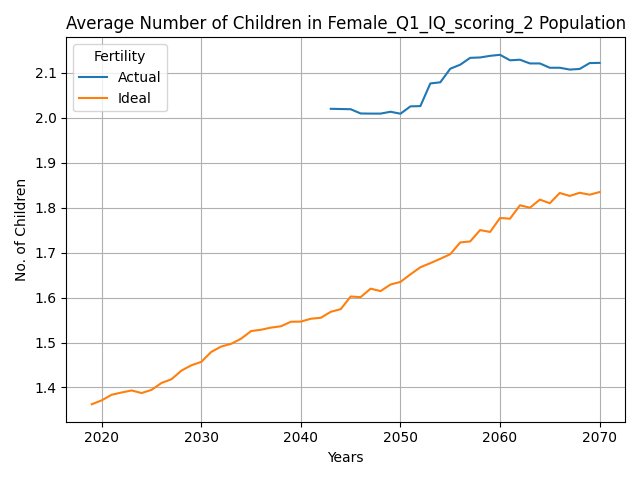 Average Number of Children in Female_Q1_IQ_scoring_2 Population
Fertility
Actual
Ideal
No. of Children
2.1
2.0
1.9
1.8
1.7
1.6
1.5
1.4
2020 2030 2040 2050 2060 2070
Years